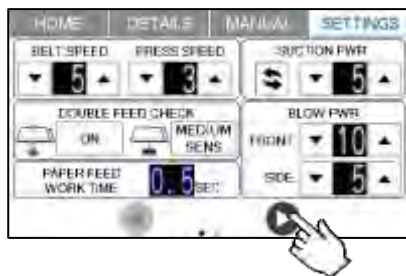 HOME DETAILS MANUAL SETTINGS
BELT SPEED PRESS SPEED SUCTION PWR
5 3 5
DOUBLE FEED CHECK BLOW PWR
ON MEDIUM SENS FRONT 10
PAPER FEED WORK TIME 0.5 SEC SIDE 5